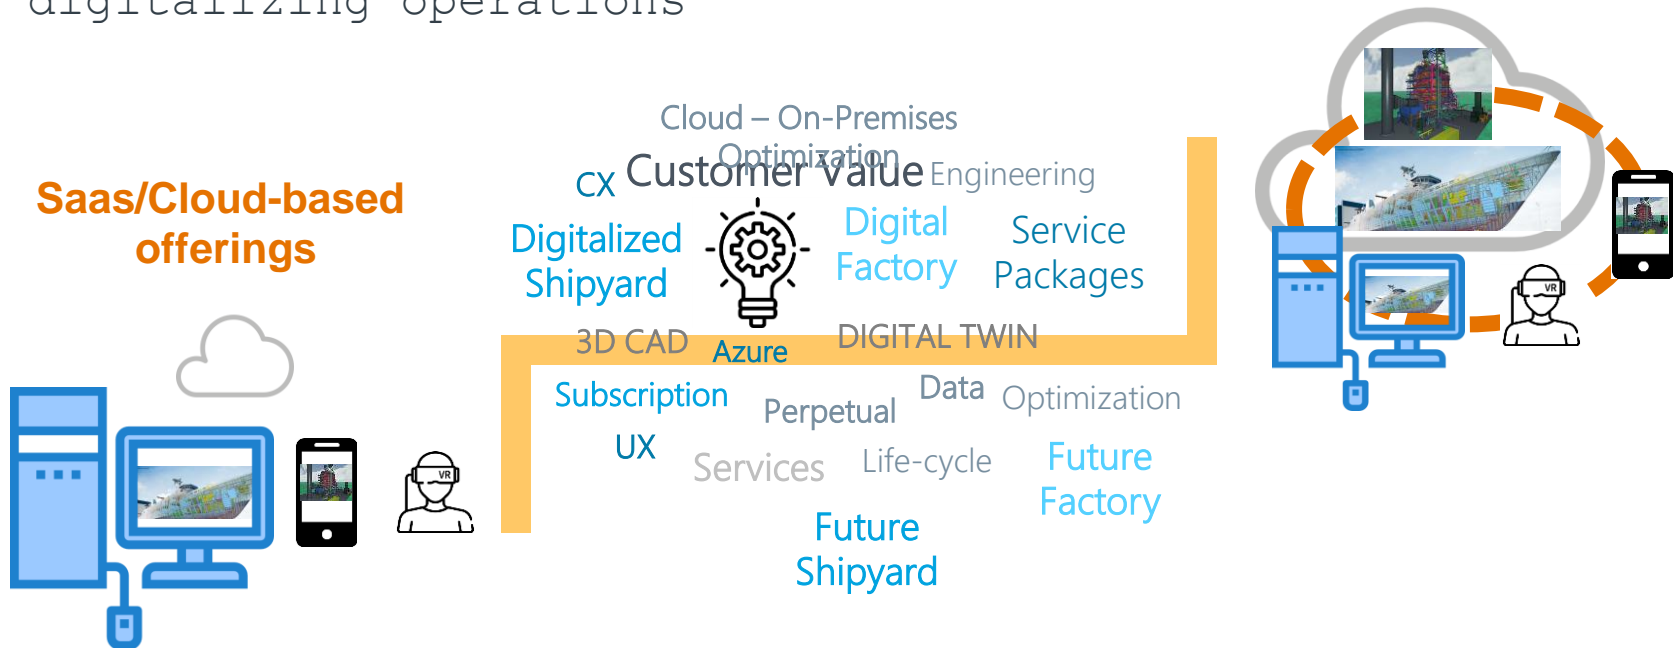 digitalizing operations
Cloud – On-Premises
Optimization
CX
Customer Value
Engineering
Saas/Cloud-based
offerings
Digitalized
Shipyard
Digital
Factory
Service
Packages
3D CAD
Azure
DIGITAL TWIN
Subscription
Perpetual
Data
Optimization
UX
Services
Life-cycle
Future
Factory
Future
Shipyard
VR
VR